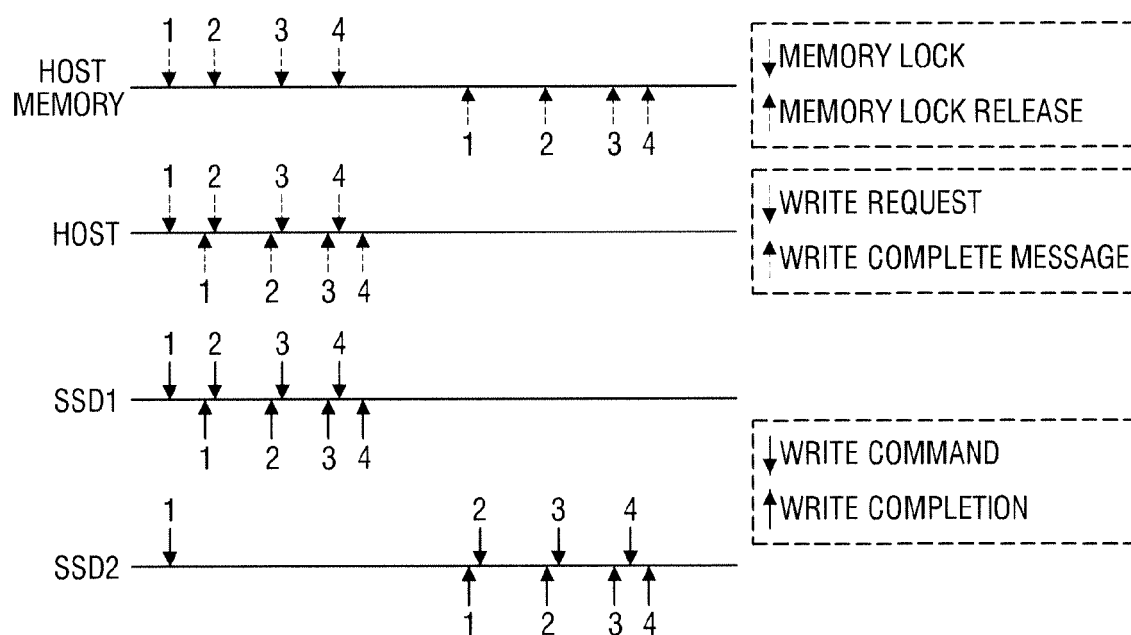 1 2 3 4
HOST
MEMORY
1 2 3 4
MEMORY LOCK
MEMORY LOCK RELEASE
1 2 3 4
HOST
1 2 3 4
WRITE REQUEST
WRITE COMPLETE MESSAGE
1 2 3 4
SSD1
1 2 3 4
1 2 3 4
SSD2
1 2 3 4
WRITE COMMAND
WRITE COMPLETION